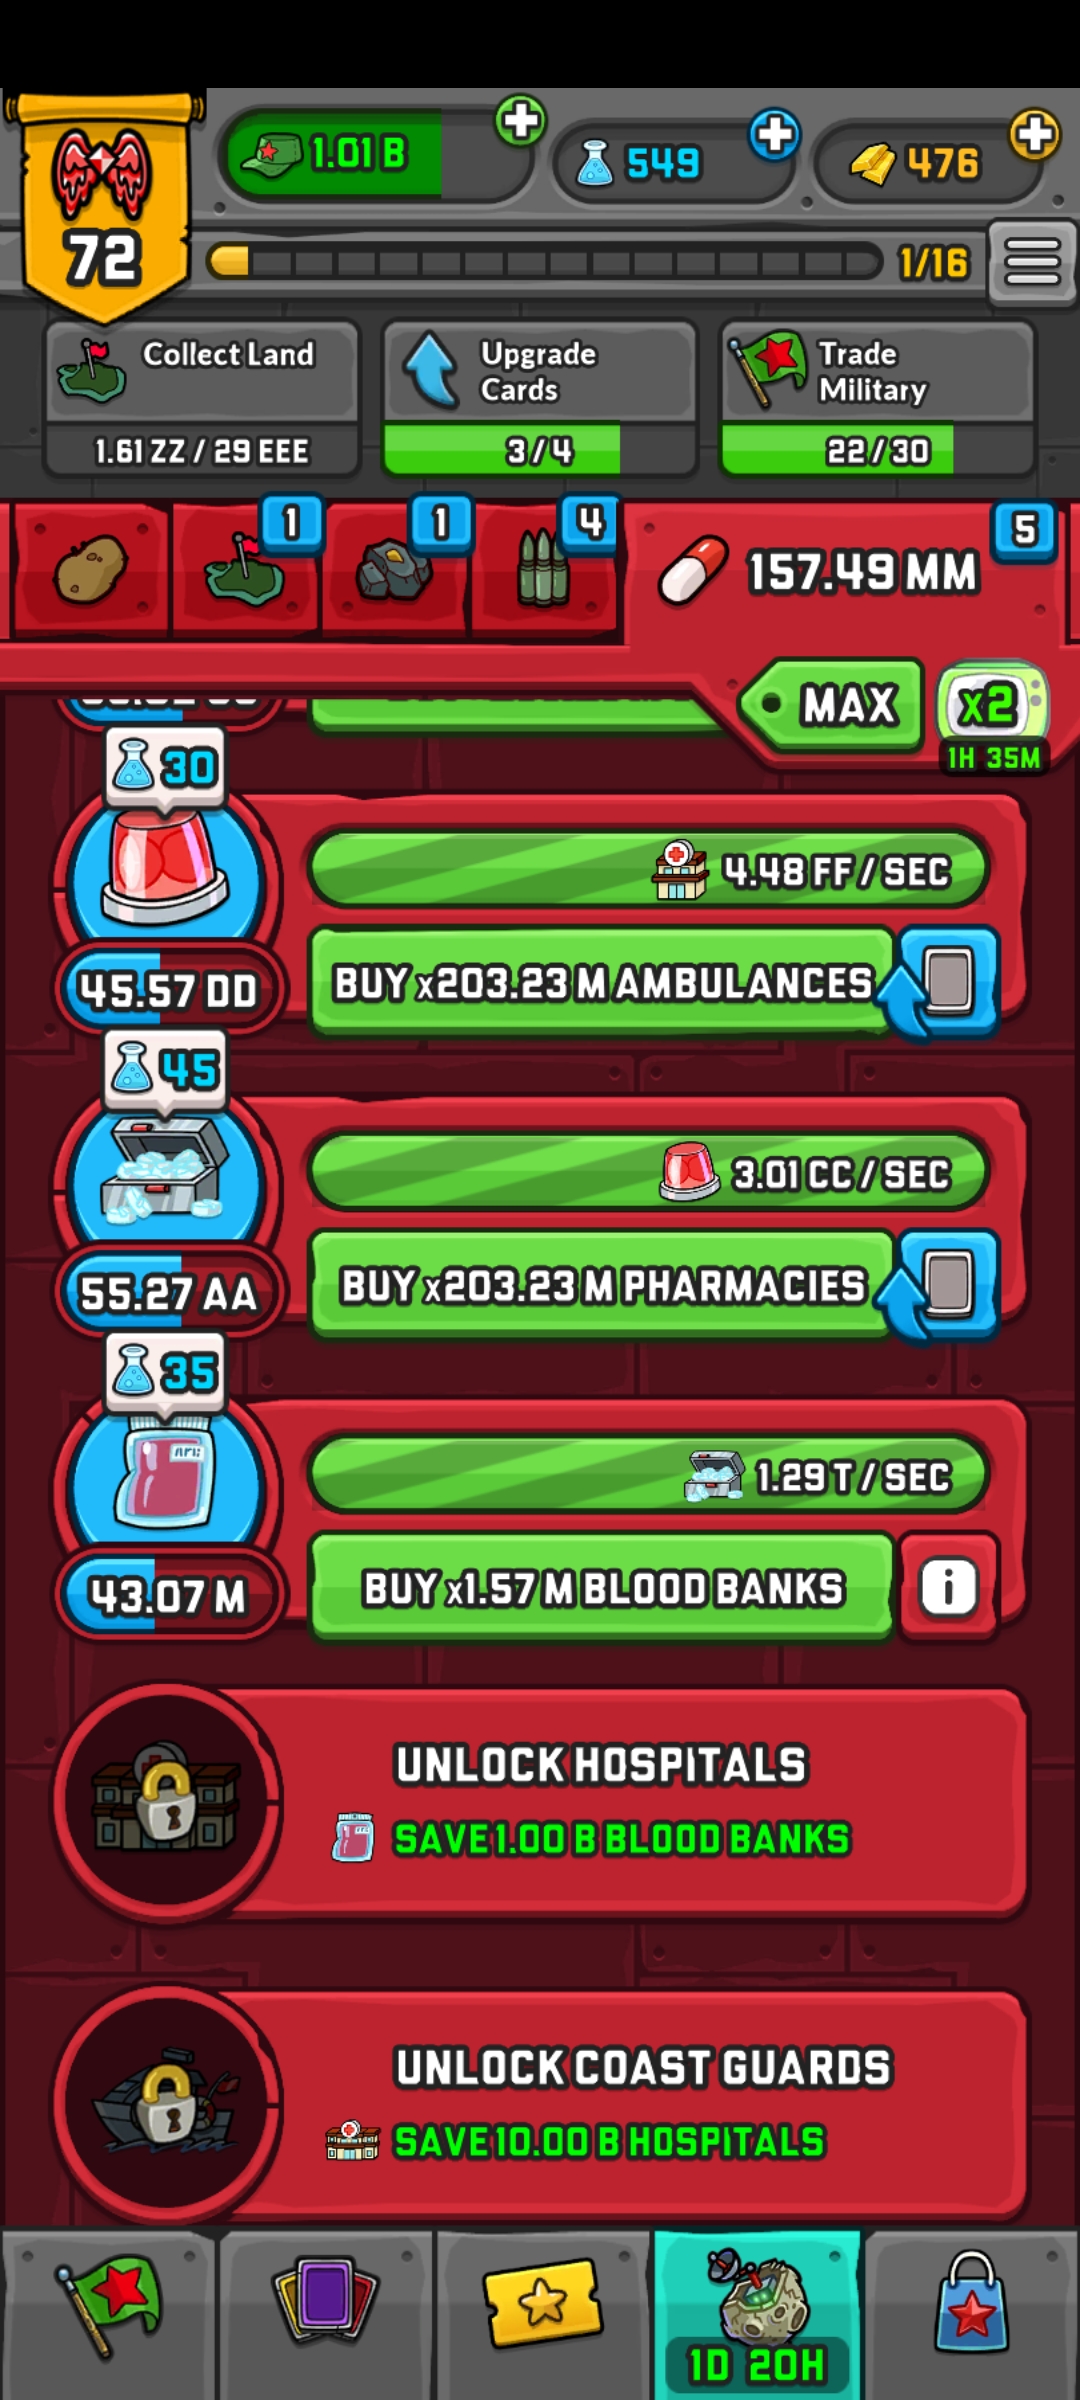 1.01 B
549
476
72
1/16
Collect Land
1.61 ZZ / 29 EEE
Upgrade
Cards
3/4
Trade
Military
22/30
1
1
4
157.49 MM
5
MAX
x2
1H 35M
30
4.48 FF / SEC
45.57 DD
BUY x203.23 M AMBULANCES
45
3.01 CC / SEC
55.27 AA
BUY x203.23 M PHARMACIES
35
1.29 T / SEC
43.07 M
BUY x1.57 M BLOOD BANKS
i
UNLOCK HOSPITALS
SAVE 1.00 B BLOOD BANKS
UNLOCK COAST GUARDS
SAVE 10.00 B HOSPITALS
1D 20H